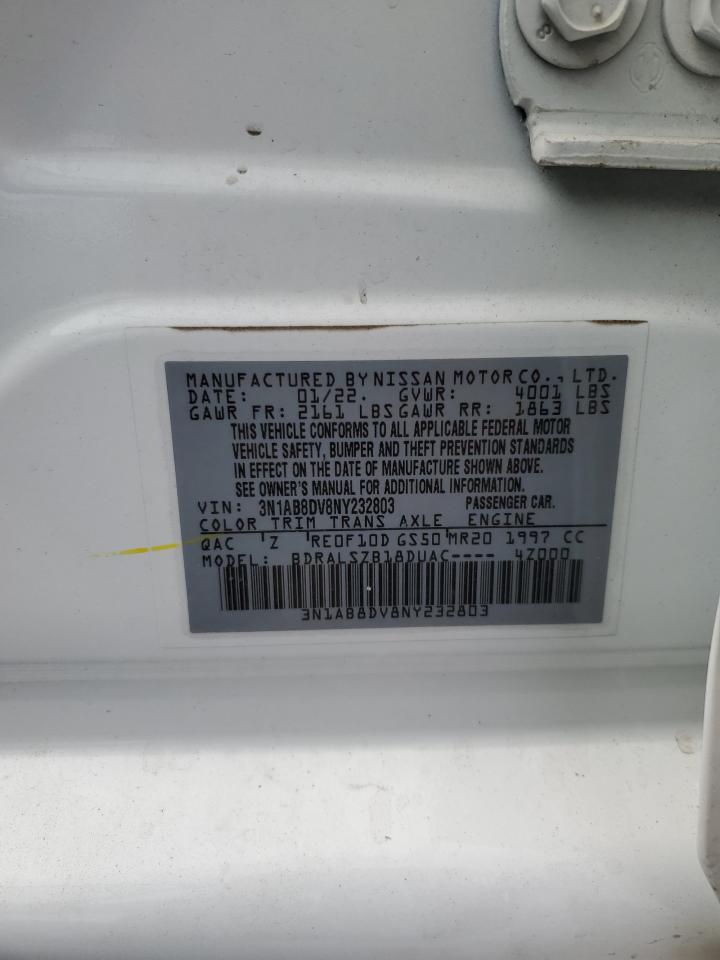 8
MANUFACTURED BY NISSAN MOTOR CO., LTD.
DATE: 01/22. GVWR: 4001 LBS
GAWR FR: 2161 LBS GAWR RR: 1863 LBS
THIS VEHICLE CONFORMS TO ALL APPLICABLE FEDERAL MOTOR
VEHICLE SAFETY, BUMPER AND THEFT PREVENTION STANDARDS
IN EFFECT ON THE DATE OF MANUFACTURE SHOWN ABOVE.
SEE OWNER'S MANUAL FOR ADDITIONAL INFORMATION.
VIN: 3N1AB8DV8NY232803 PASSENGER CAR.
COLOR TRIM TRANS AXLE ENGINE
QAC Z RE0F10D GS50 MR20 1997 CC
MODEL: BDRALSZB18DUAC---- 4Z000
3N1AB8DV8NY232803